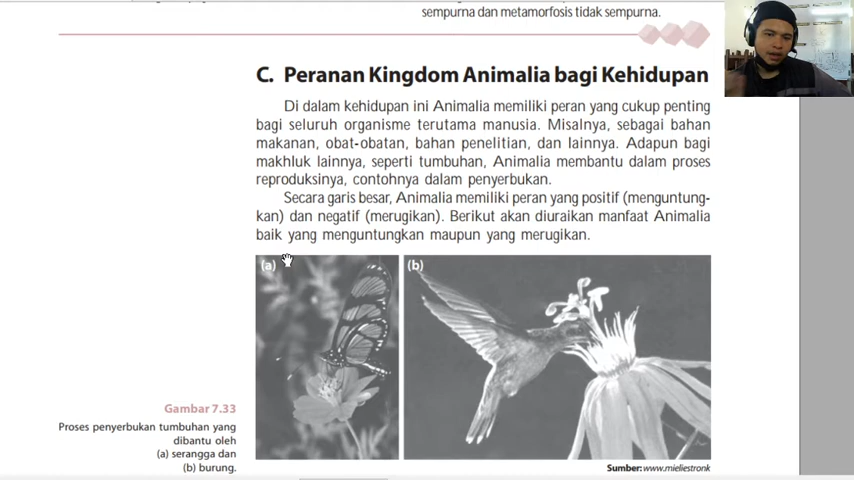 sempurna dan metamorfosis tidak sempurna.
C. Peranan Kingdom Animalia bagi Kehidupan
Di dalam kehidupan ini Animalia memiliki peran yang cukup penting
bagi seluruh organisme terutama manusia. Misalnya, sebagai bahan
makanan, obat-obatan, bahan penelitian, dan lainnya. Adapun bagi
makhluk lainnya, seperti tumbuhan, Animalia membantu dalam proses
reproduksinya, contohnya dalam penyerbukan.
Secara garis besar, Animalia memiliki peran yang positif (menguntung-
kan) dan negatif (merugikan). Berikut akan diuraikan manfaat Animalia
baik yang menguntungkan maupun yang merugikan.
(a)
(b)
Gambar 7.33
Proses penyerbukan tumbuhan yang
dibantu oleh
(a) serangga dan
(b) burung.
Sumber: www.mieliestronk